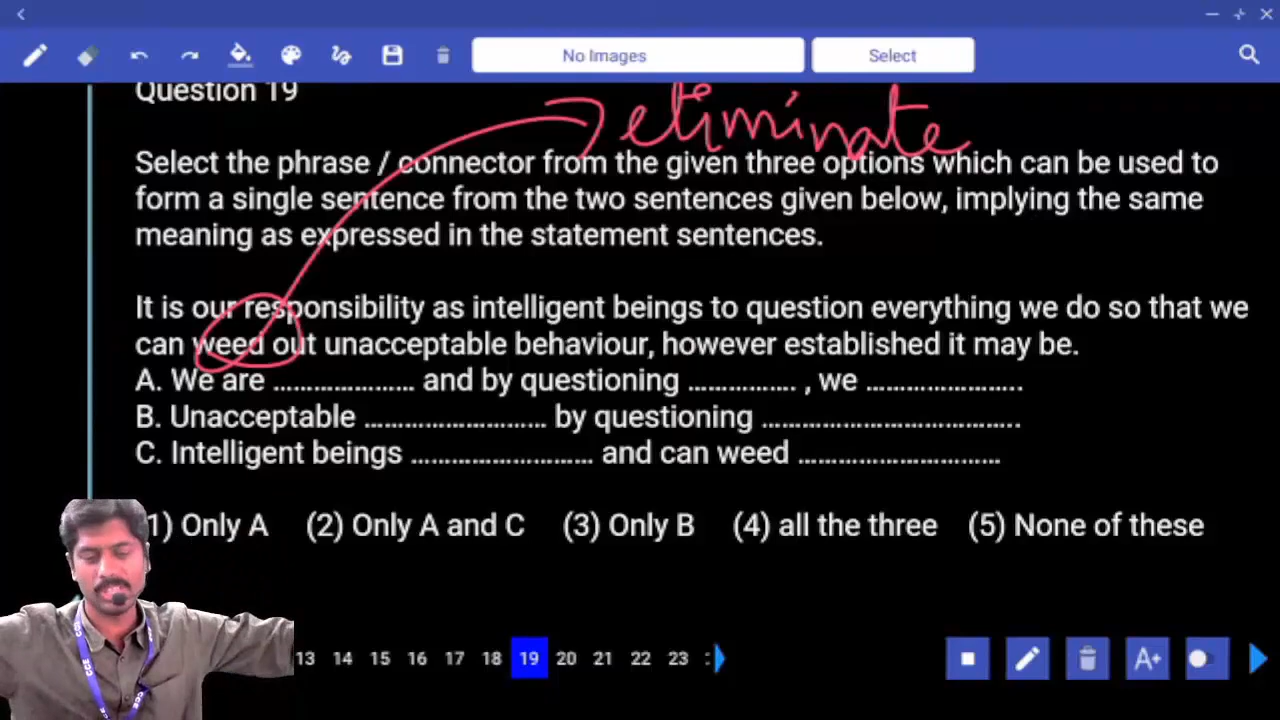 No Images
Select
Question 19
eliminate
Select the phrase / connector from the given three options which can be used to
form a single sentence from the two sentences given below, implying the same
meaning as expressed in the statement sentences.
It is our responsibility as intelligent beings to question everything we do so that we
can weed out unacceptable behaviour, however established it may be.
A. We are ..................... and by questioning ................ , we .......................
B. Unacceptable ........................... by questioning .......................................
C. Intelligent beings ........................... and can weed ..............................
1) Only A (2) Only A and C (3) Only B (4) all the three (5) None of these
13 14 15 16 17 18 19 20 21 22 23
A+
CCE